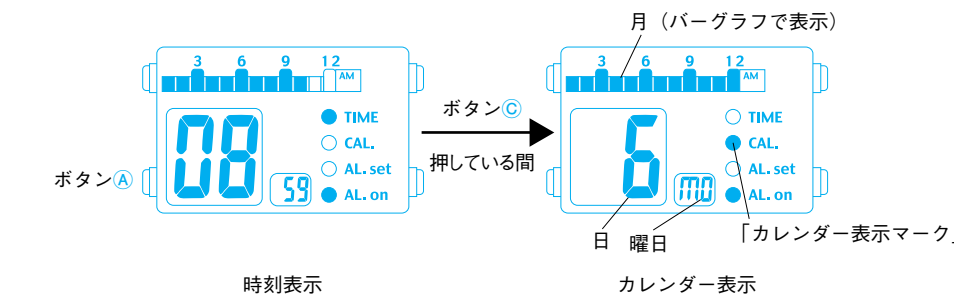 月（バーグラフで表示）
3 6 9 12
AM
08
59
TIME
CAL.
AL. set
AL. on
ボタンⒶ
時刻表示
ボタンⒸ
押している間
3 6 9 12
AM
6
MO
TIME
CAL.
AL. set
AL. on
日
曜日
「カレンダー表示マーク」
カレンダー表示